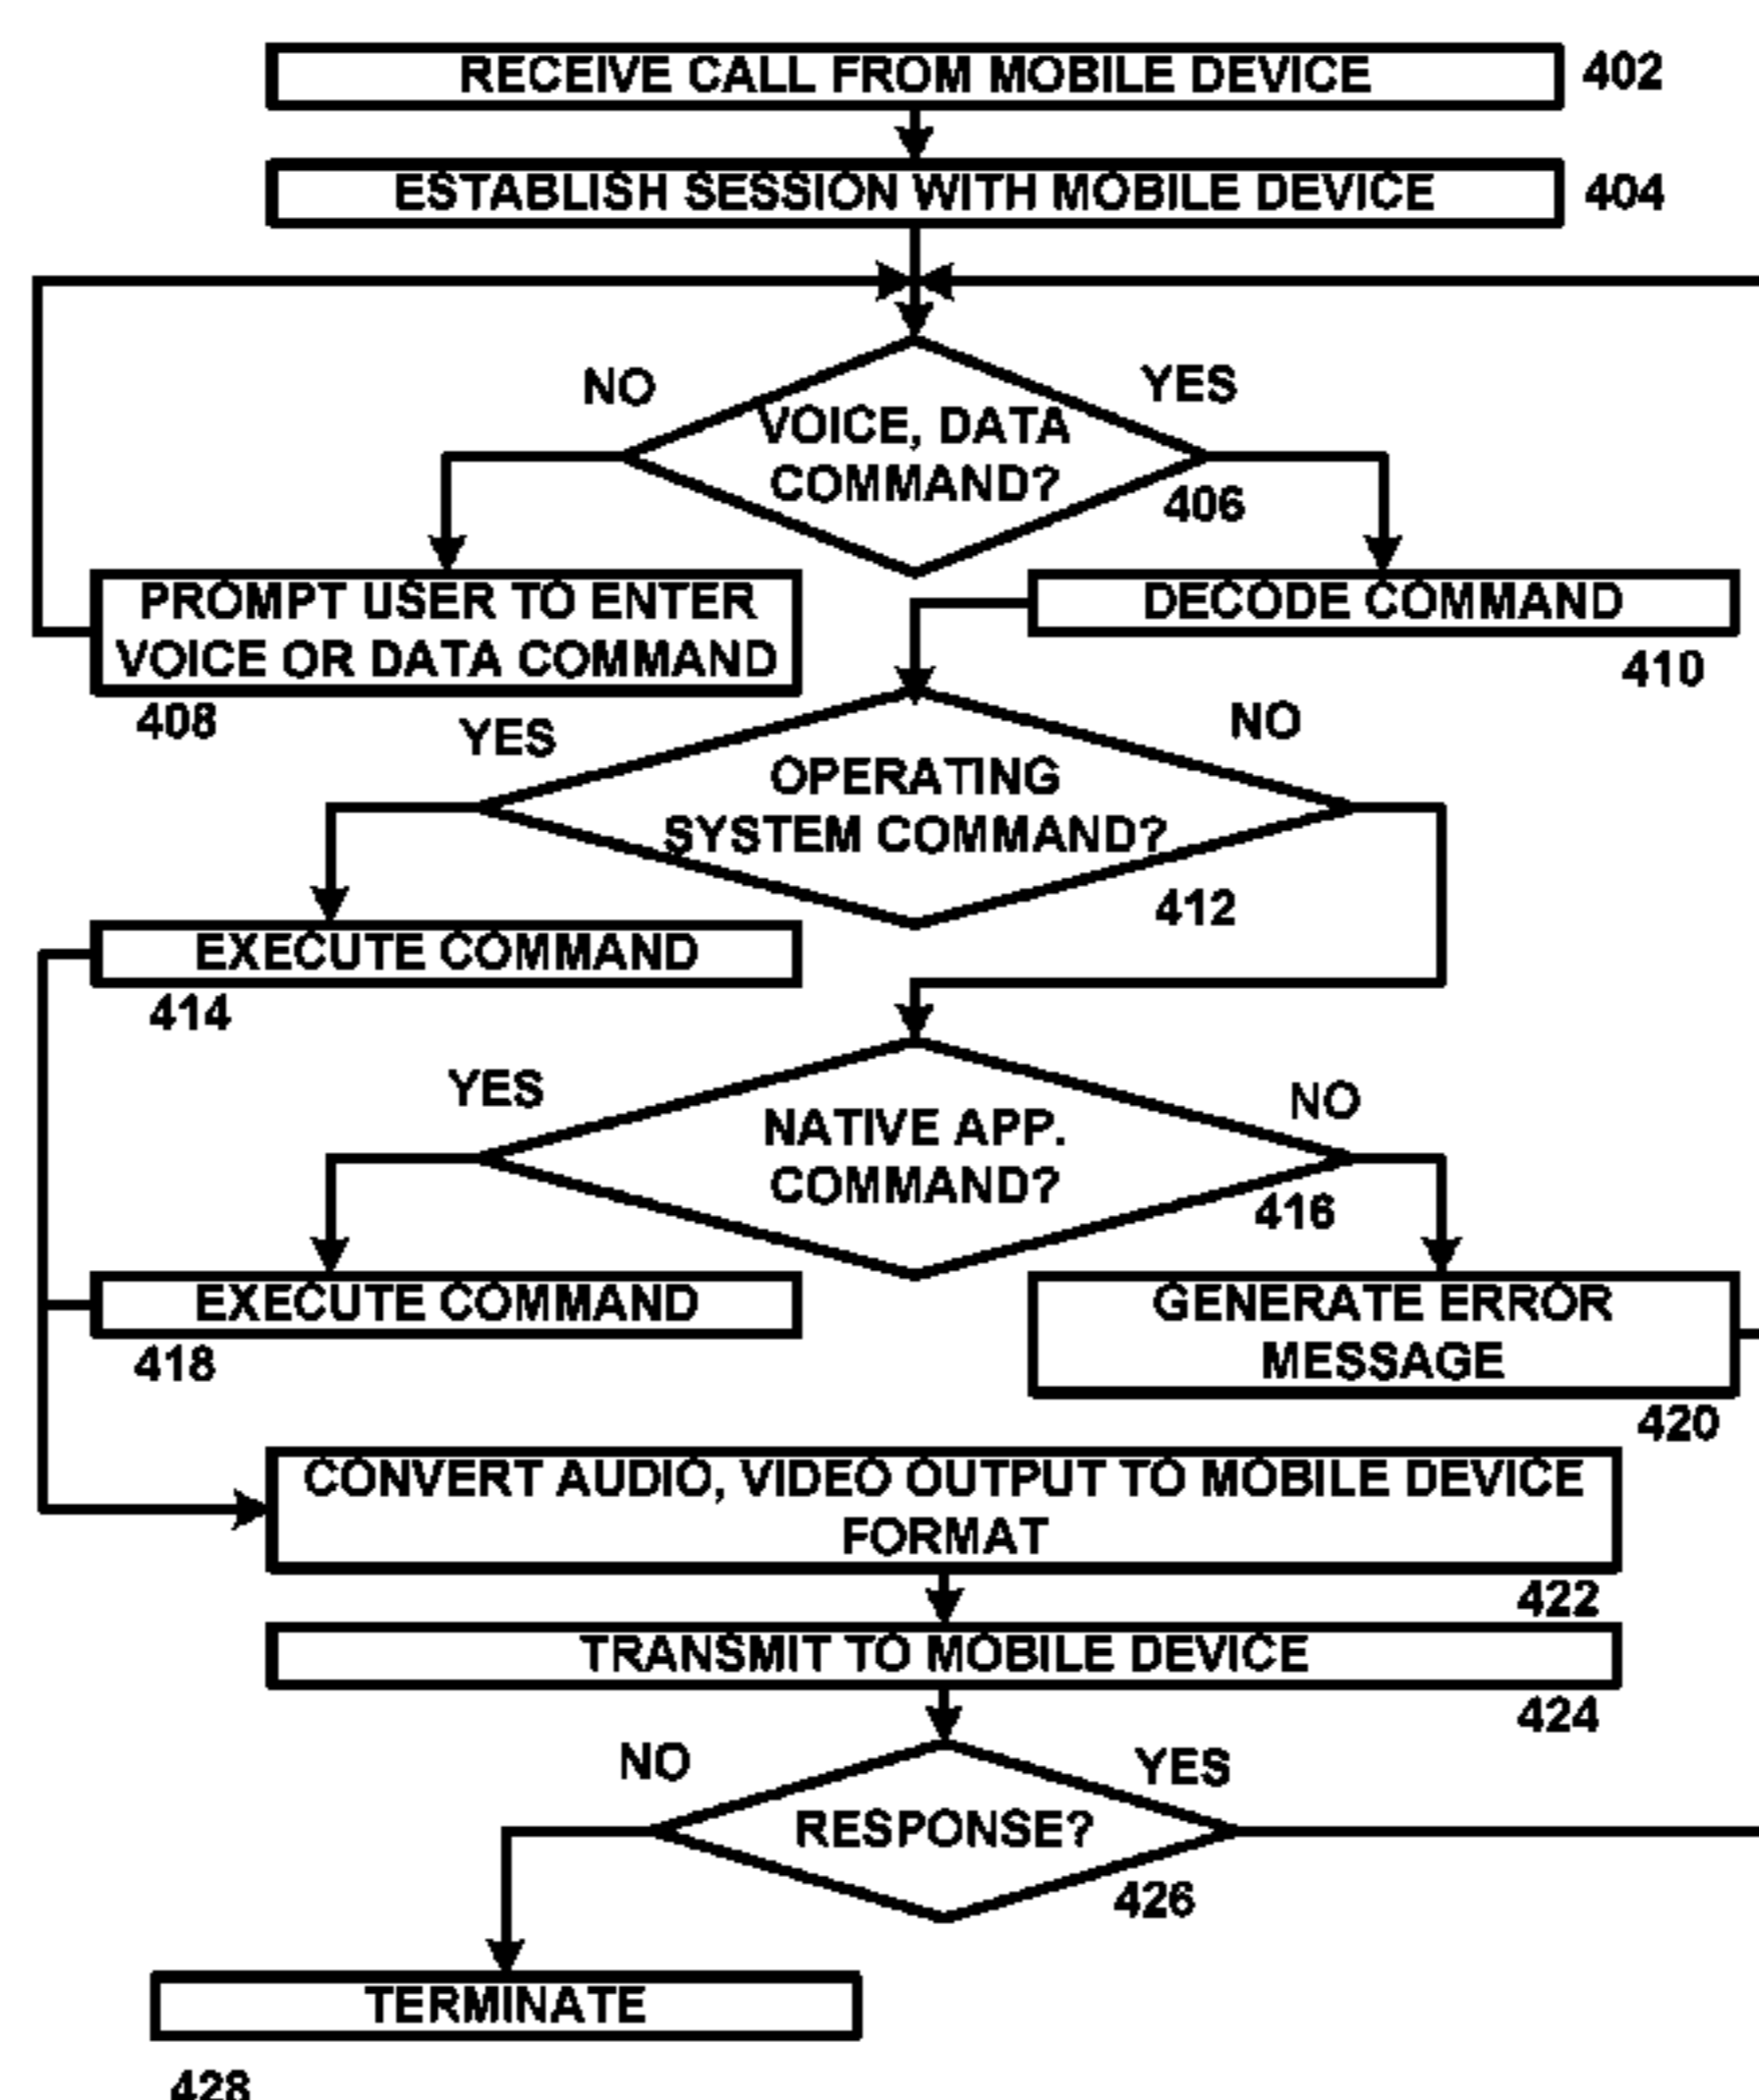 RECEIVE CALL FROM MOBILE DEVICE
402
ESTABLISH SESSION WITH MOBILE DEVICE
404
NO
YES
VOICE, DATA
COMMAND?
406
PROMPT USER TO ENTER
VOICE OR DATA COMMAND
408
DECODE COMMAND
410
YES
NO
OPERATING
SYSTEM COMMAND?
412
EXECUTE COMMAND
414
YES
NO
NATIVE APP.
COMMAND?
416
EXECUTE COMMAND
418
GENERATE ERROR
MESSAGE
420
CONVERT AUDIO, VIDEO OUTPUT TO MOBILE DEVICE
FORMAT
422
TRANSMIT TO MOBILE DEVICE
424
NO
YES
RESPONSE?
426
TERMINATE
428